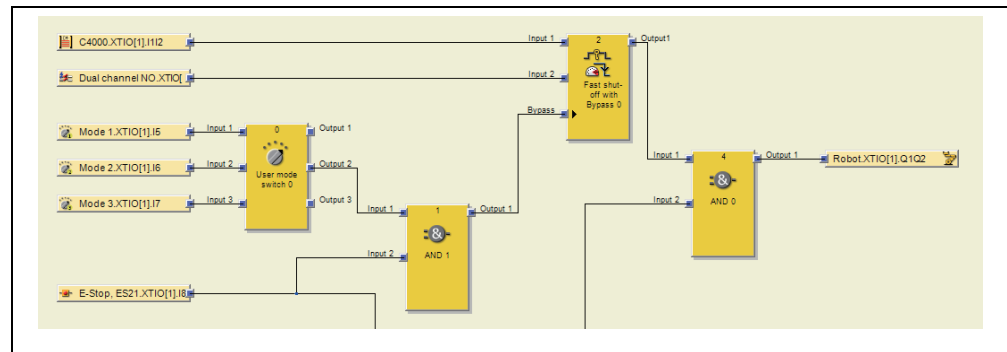 C4000.XTIO[1].I1I2
Input 1
2
Output1
Dual channel NO.XTIO[
Input 2
Fast shut-
off with
Bypass 0
Bypass
Mode 1.XTIO[1].I5
Input 1
0
Output 1
Mode 2.XTIO[1].I6
Input 2
User mode
switch 0
Output 2
Mode 3.XTIO[1].I7
Input 3
Output 3
Input 1
1
Output 1
&
AND 1
Input 2
Input 1
4
Output 1
&
AND 0
Input 2
Robot.XTIO[1].Q1Q2
E-Stop, ES21.XTIO[1].I8